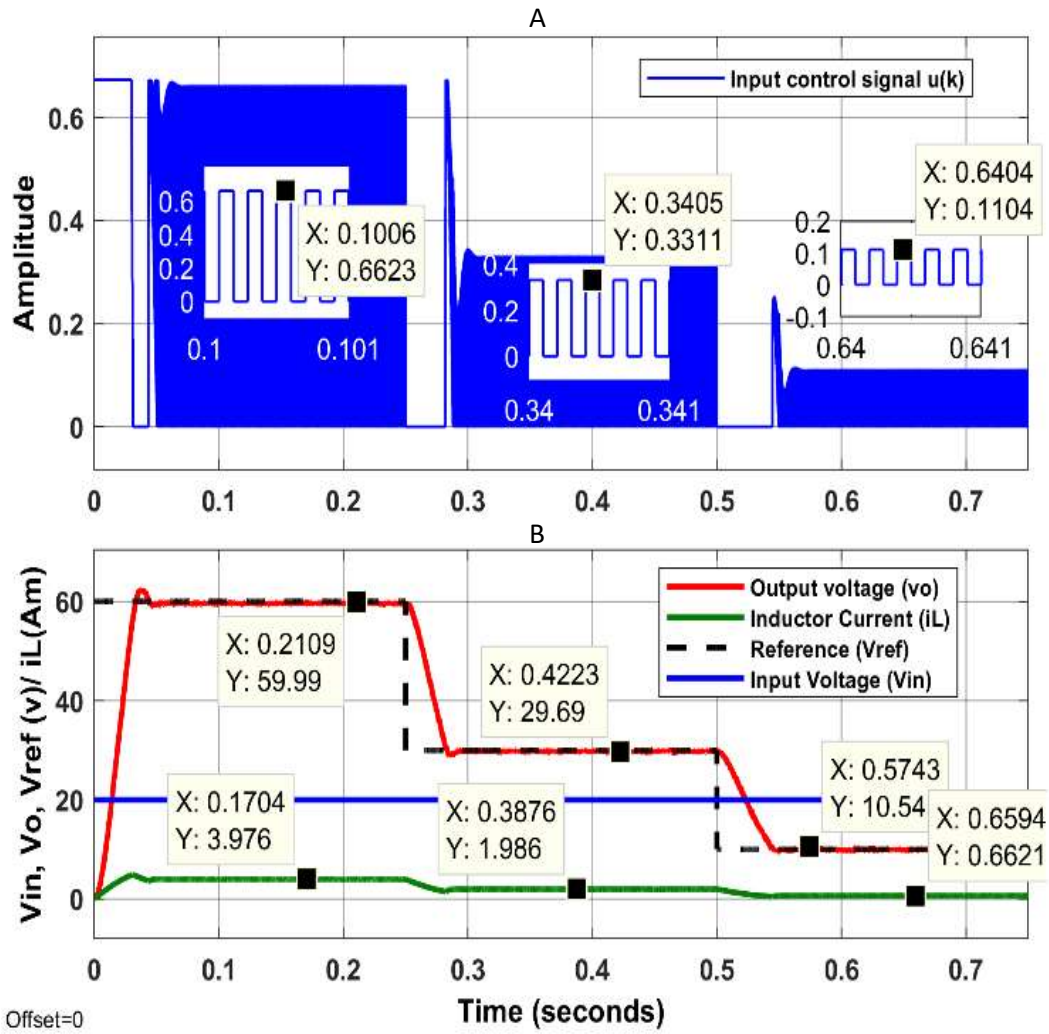 A
Amplitude
0.6
0.4
0.2
0
Input control signal u(k)
X: 0.1006
Y: 0.6623
0.6
0.4
0.2
0
0.1
0.101
X: 0.3405
Y: 0.3311
0.4
0.2
0
0.34
0.341
X: 0.6404
Y: 0.1104
0.2
0.1
0
-0.1
0.64
0.641
0
0.1
0.2
0.3
0.4
0.5
0.6
0.7
B
Vin, Vo, Vref (v)/ iL(Am)
60
40
20
0
Output voltage (vo)
Inductor Current (iL)
Reference (Vref)
Input Voltage (Vin)
X: 0.2109
Y: 59.99
X: 0.4223
Y: 29.69
X: 0.5743
Y: 10.54
X: 0.1704
Y: 3.976
X: 0.3876
Y: 1.986
X: 0.6594
Y: 0.6621
0
0.1
0.2
0.3
0.4
0.5
0.6
0.7
Time (seconds)
Offset=0